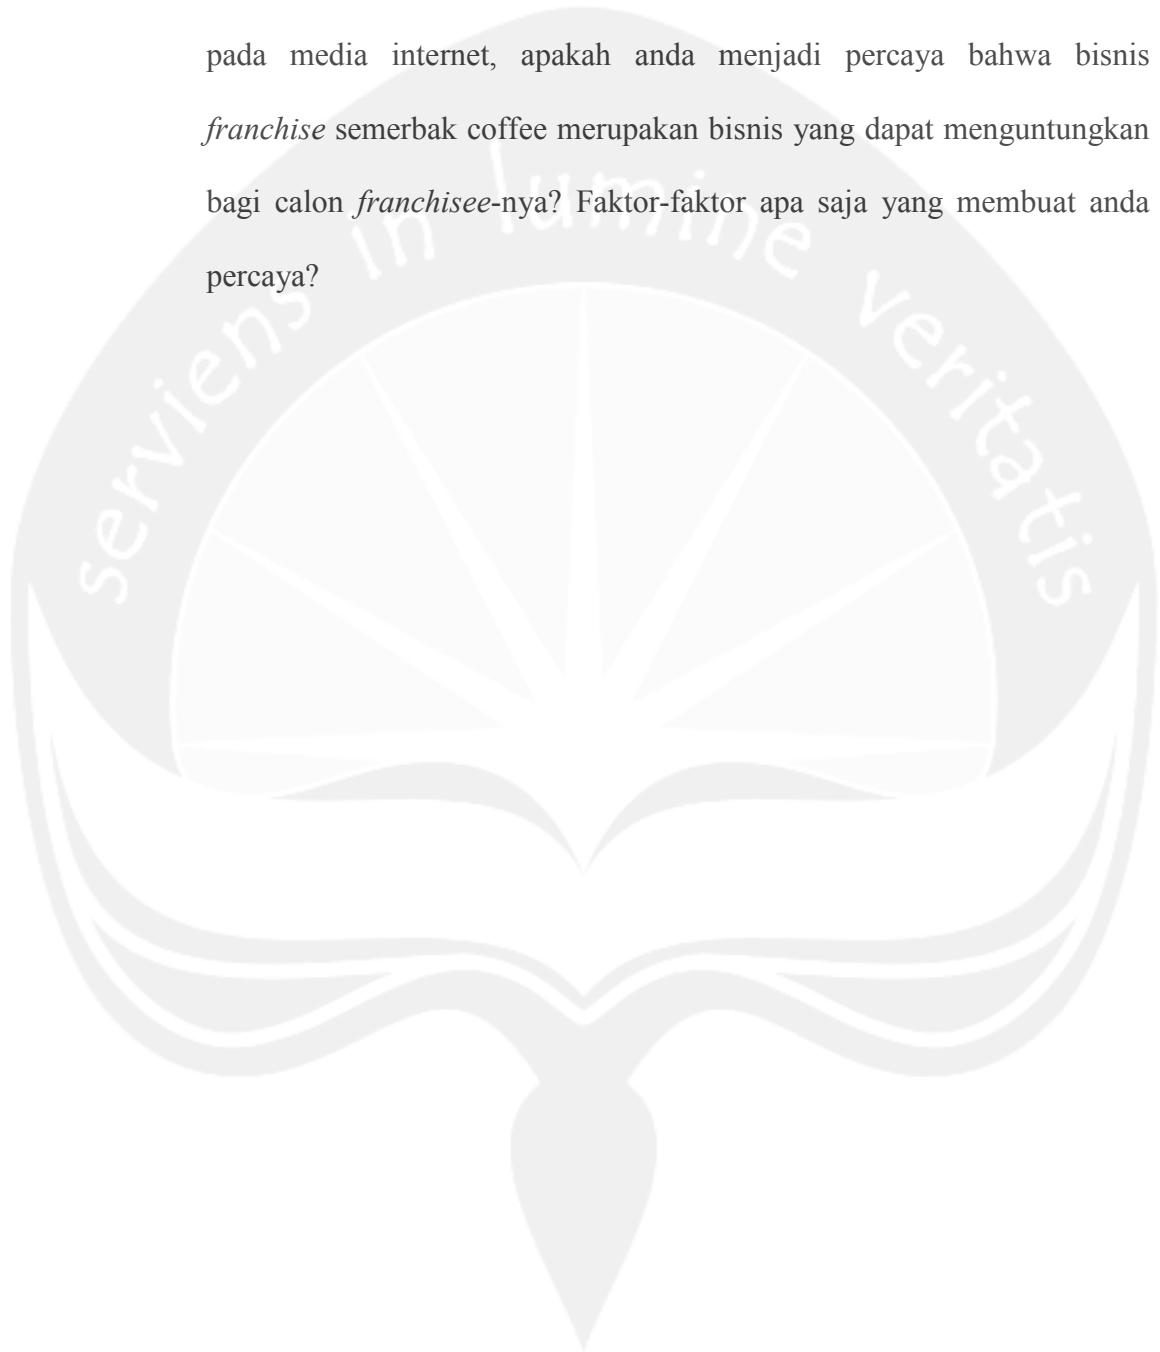 pada media internet, apakah anda menjadi percaya bahwa bisnis
franchise semerbak coffee merupakan bisnis yang dapat menguntungkan
bagi calon franchisee-nya? Faktor-faktor apa saja yang membuat anda
percaya?
serviens in lumine veritatis